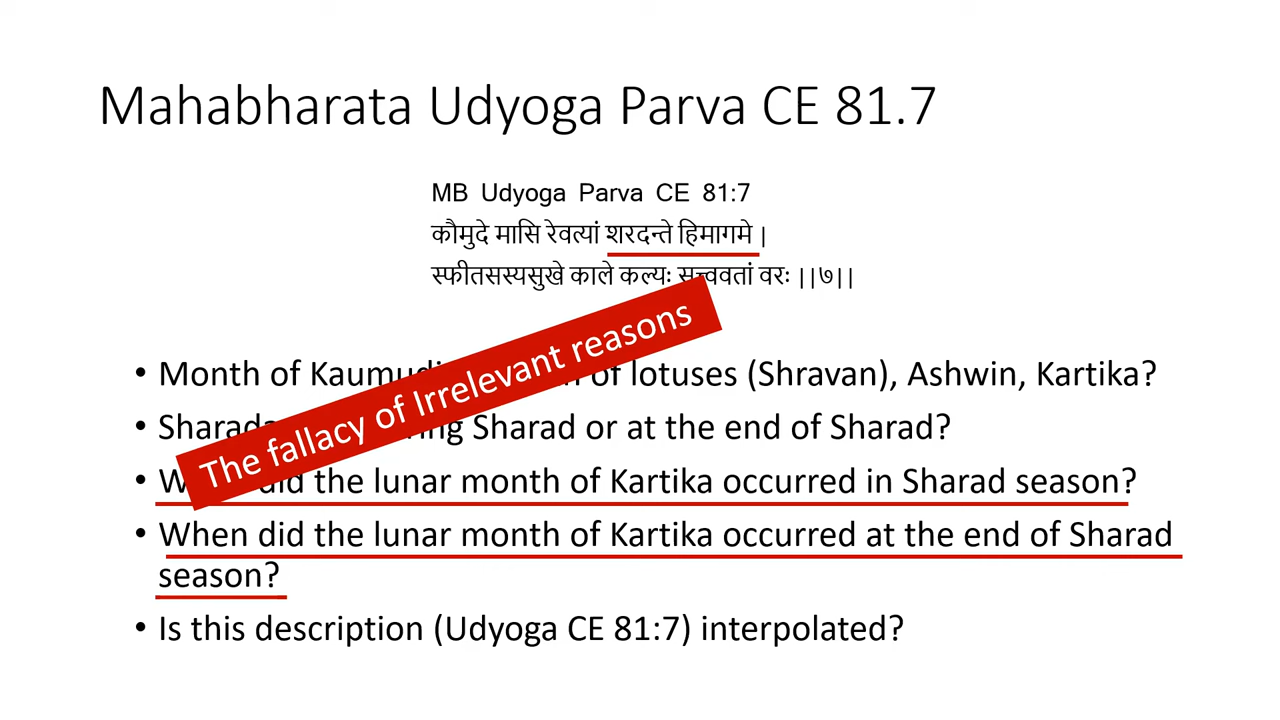 Mahabharata Udyoga Parva CE 81.7
MB Udyoga Parva CE 81:7
कौमुदे मासि रेवत्यां शरदन्ते हिमागमे |
स्फीतसस्यसुखे काले कल्यः सत्त्ववतां वरः ||७||
The fallacy of Irrelevant reasons
• Month of of lotuses (Shravan), Ashwin, Kartika?
• Sharad or at the end of Sharad?
• did the lunar month of Kartika occurred in Sharad season?
• When did the lunar month of Kartika occurred at the end of Sharad
season?
• Is this description (Udyoga CE 81:7) interpolated?